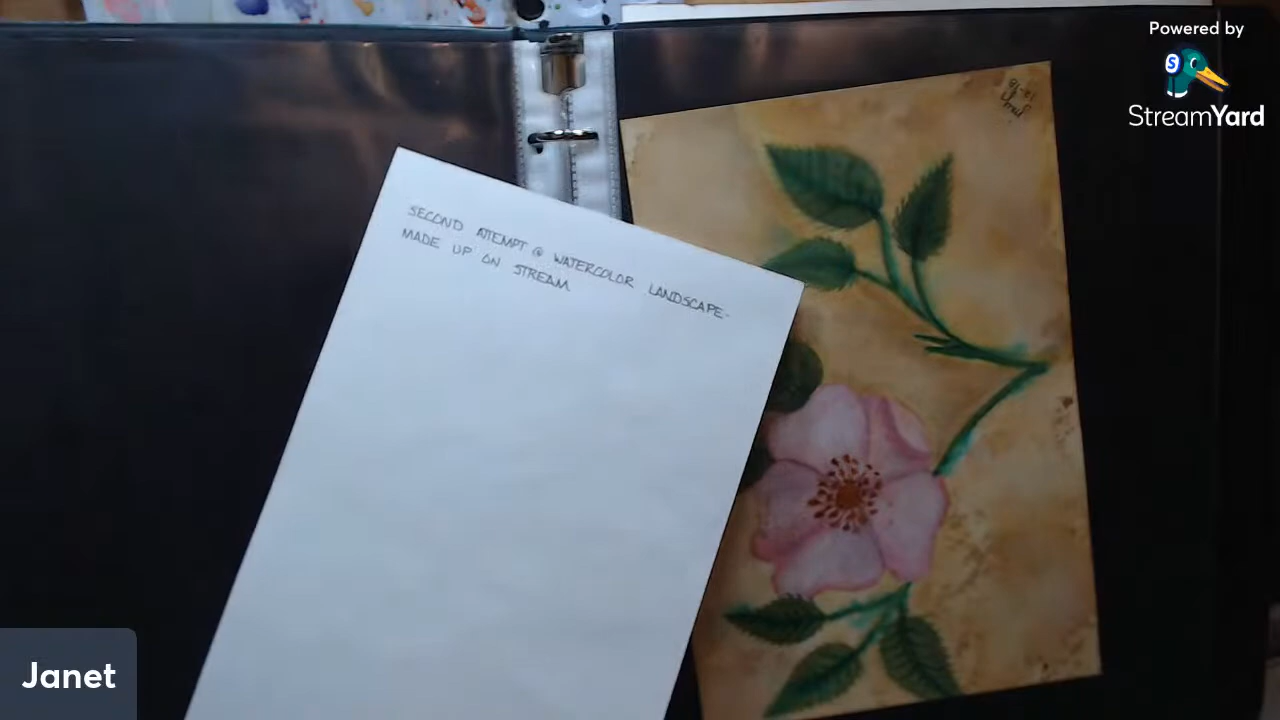 Powered by
StreamYard
SECOND ATTEMPT @ WATERCOLOR LANDSCAPE-
MADE UP ON STREAM
Janet